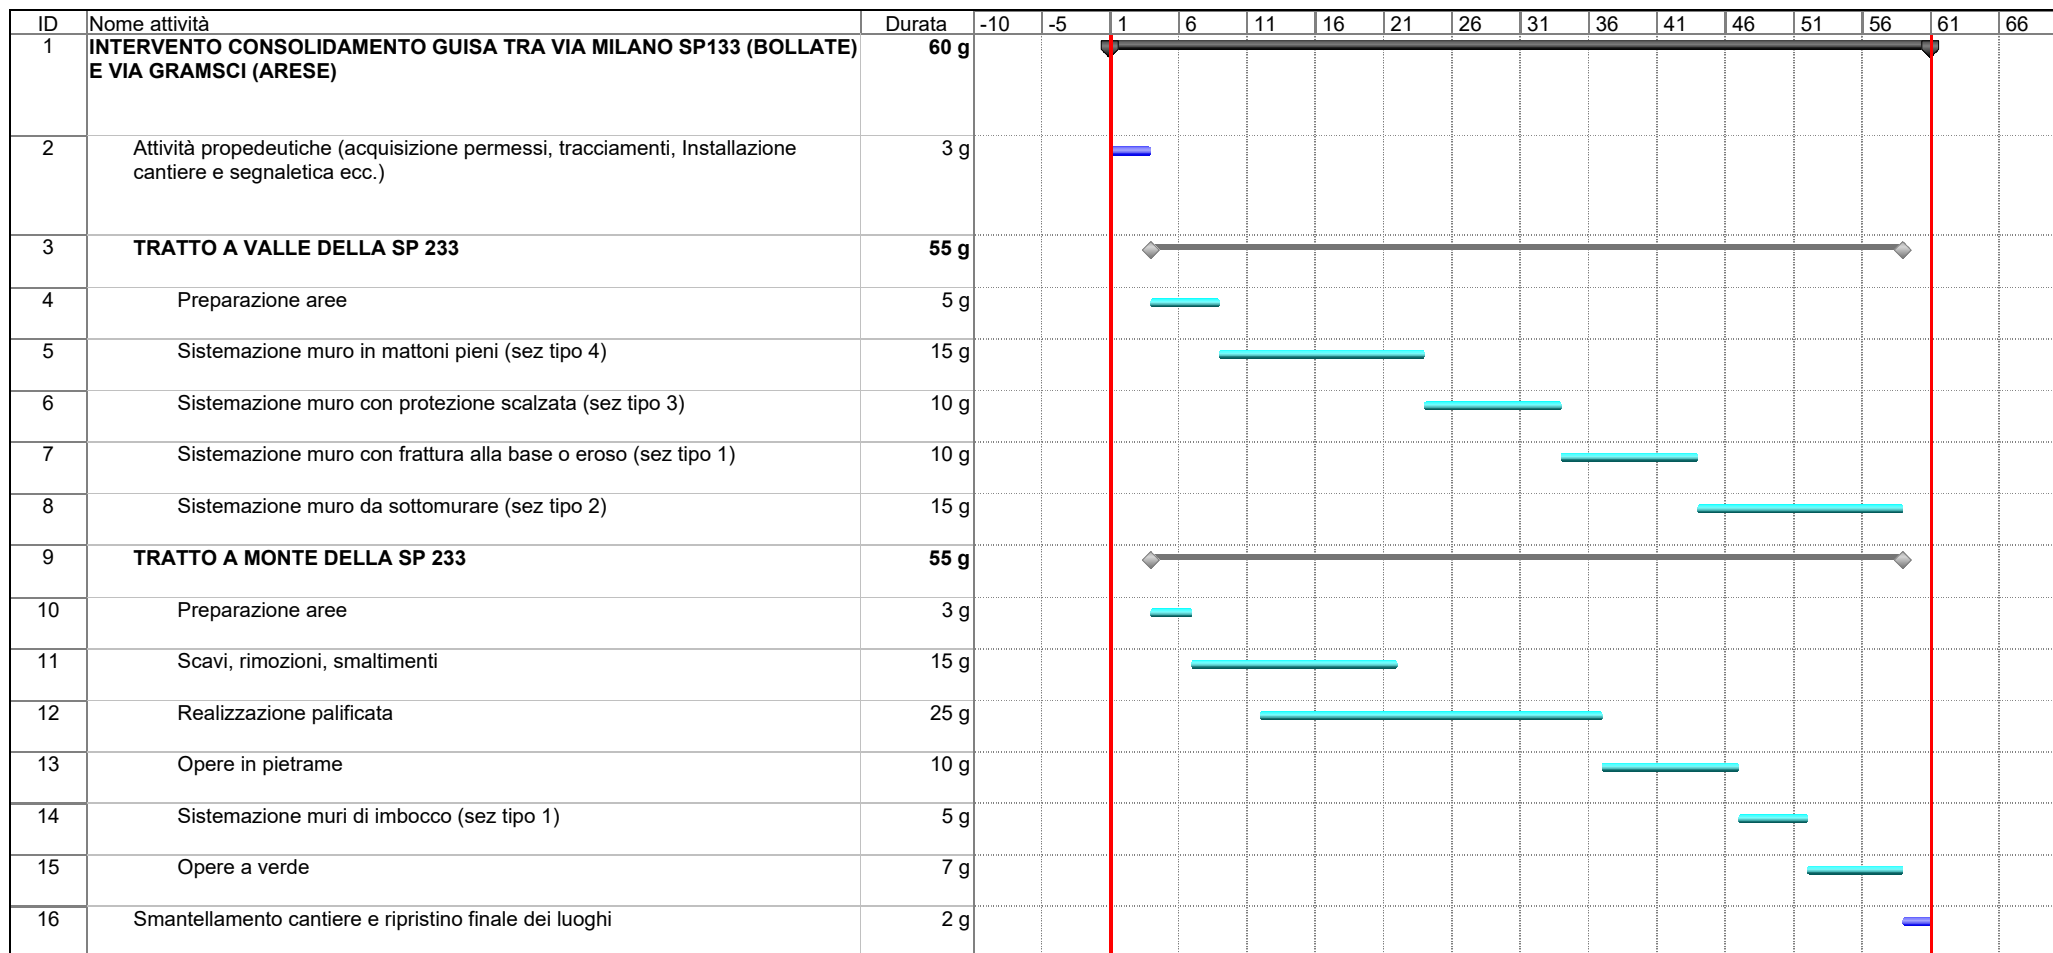 ID Nome attività Durata -10 -5 1 6 11 16 21 26 31 36 41 46 51 56 61 66
1 INTERVENTO CONSOLIDAMENTO GUISA TRA VIA MILANO SP133 (BOLLATE) 60 g
E VIA GRAMSCI (ARESE)
2 Attività propedeutiche (acquisizione permessi, tracciamenti, Installazione 3 g
cantiere e segnaletica ecc.)
3 TRATTO A VALLE DELLA SP 233 55 g
4 Preparazione aree 5 g
5 Sistemazione muro in mattoni pieni (sez tipo 4) 15 g
6 Sistemazione muro con protezione scalzata (sez tipo 3) 10 g
7 Sistemazione muro con frattura alla base o eroso (sez tipo 1) 10 g
8 Sistemazione muro da sottomurare (sez tipo 2) 15 g
9 TRATTO A MONTE DELLA SP 233 55 g
10 Preparazione aree 3 g
11 Scavi, rimozioni, smaltimenti 15 g
12 Realizzazione palificata 25 g
13 Opere in pietrame 10 g
14 Sistemazione muri di imbocco (sez tipo 1) 5 g
15 Opere a verde 7 g
16 Smantellamento cantiere e ripristino finale dei luoghi 2 g